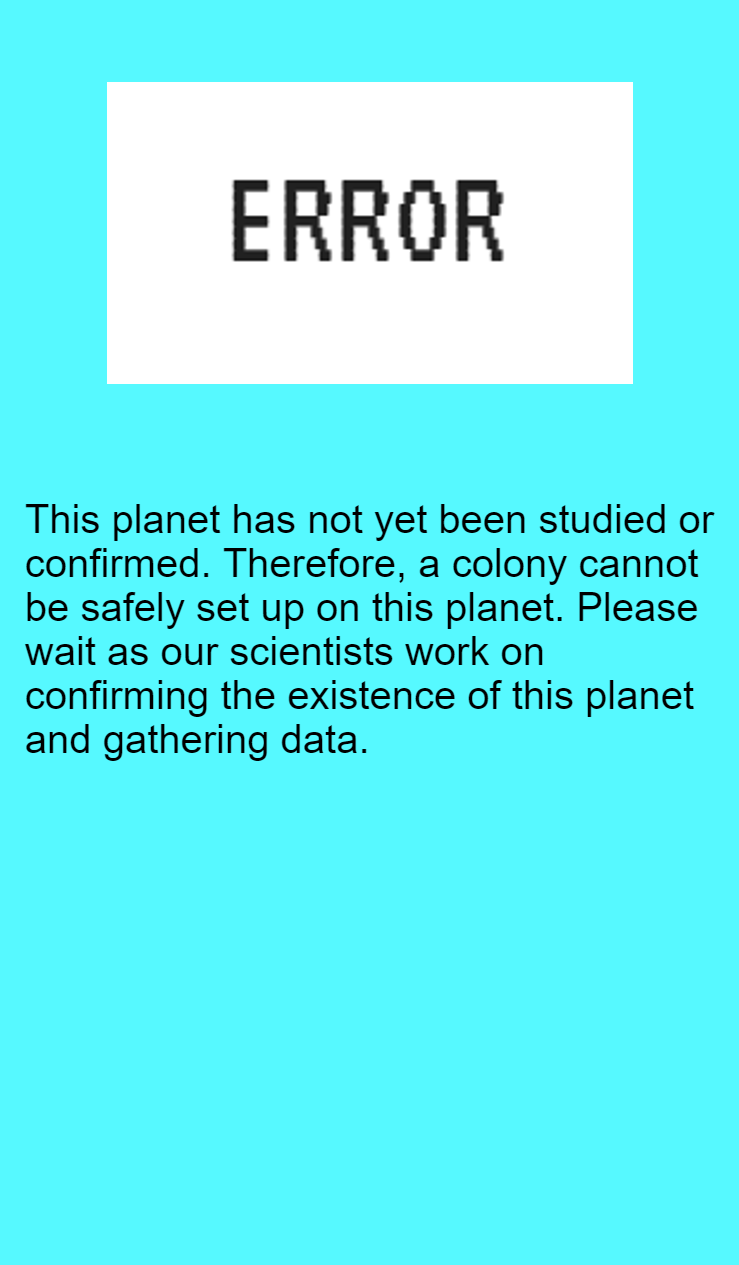 ERROR
This planet has not yet been studied or
confirmed. Therefore, a colony cannot
be safely set up on this planet. Please
wait as our scientists work on
confirming the existence of this planet
and gathering data.